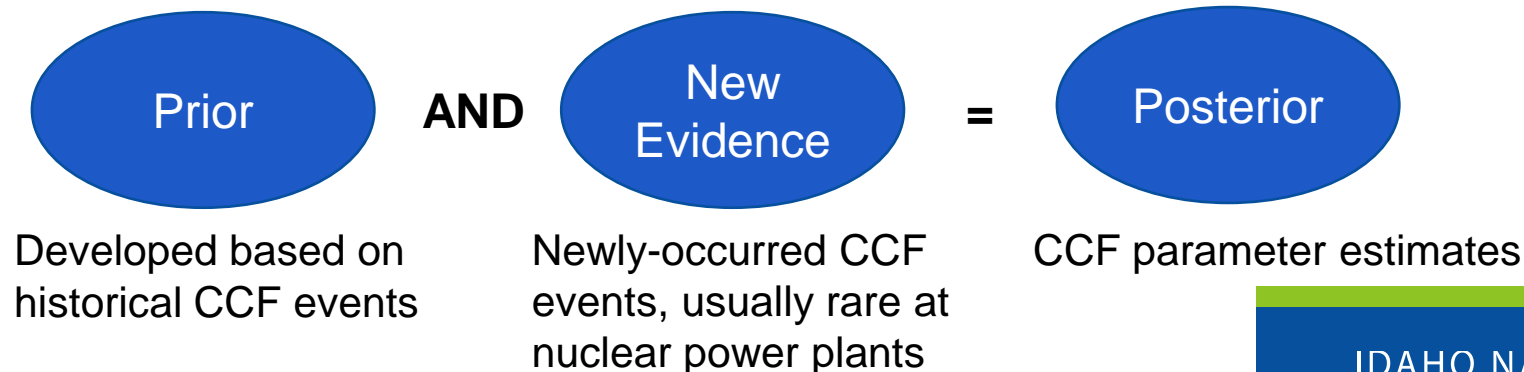 Prior
AND
New
Evidence
=
Posterior
Developed based on
historical CCF events
Newly-occurred CCF
events, usually rare at
nuclear power plants
CCF parameter estimates
IDAHO